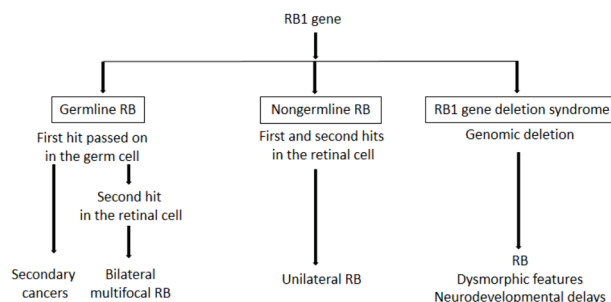 RB1 gene
Germline RB
First hit passed on
in the germ cell
Second hit
in the retinal cell
Secondary
cancers
Bilateral
multifocal RB
Nongermline RB
First and second hits
in the retinal cell
Unilateral RB
RB1 gene deletion syndrome
Genomic deletion
RB
Dysmorphic features
Neurodevelopmental delays